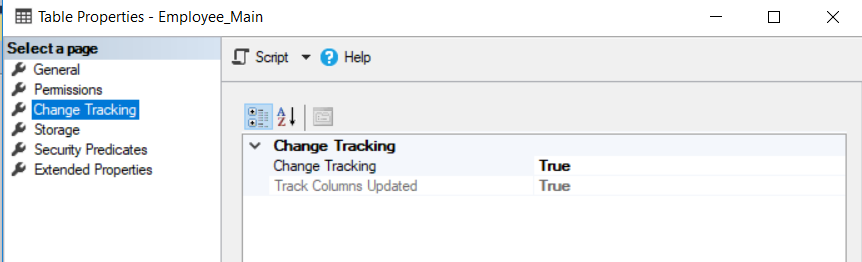 Table Properties - Employee_Main
Select a page
General
Permissions
Change Tracking
Storage
Security Predicates
Extended Properties
Script
Help
Change Tracking
Change Tracking True
Track Columns Updated True